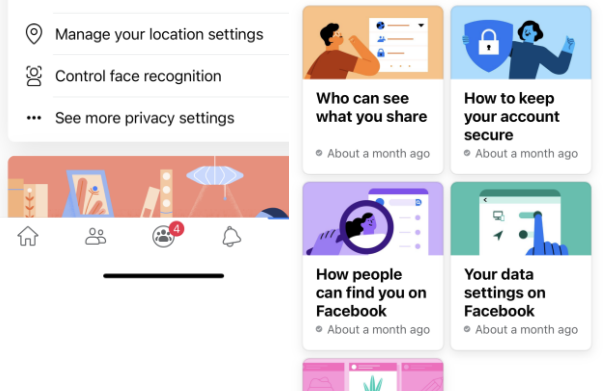 Manage your location settings
Control face recognition
See more privacy settings
4
Who can see
what you share
About a month ago
How to keep
your account
secure
About a month ago
How people
can find you on
Facebook
About a month ago
Your data
settings on
Facebook
About a month ago